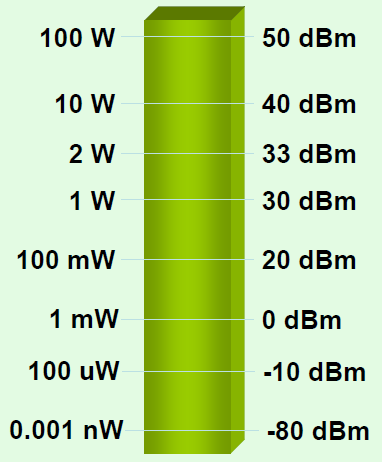 100 W 50 dBm
10 W 40 dBm
2 W 33 dBm
1 W 30 dBm
100 mW 20 dBm
1 mW 0 dBm
100 uW -10 dBm
0.001 nW -80 dBm